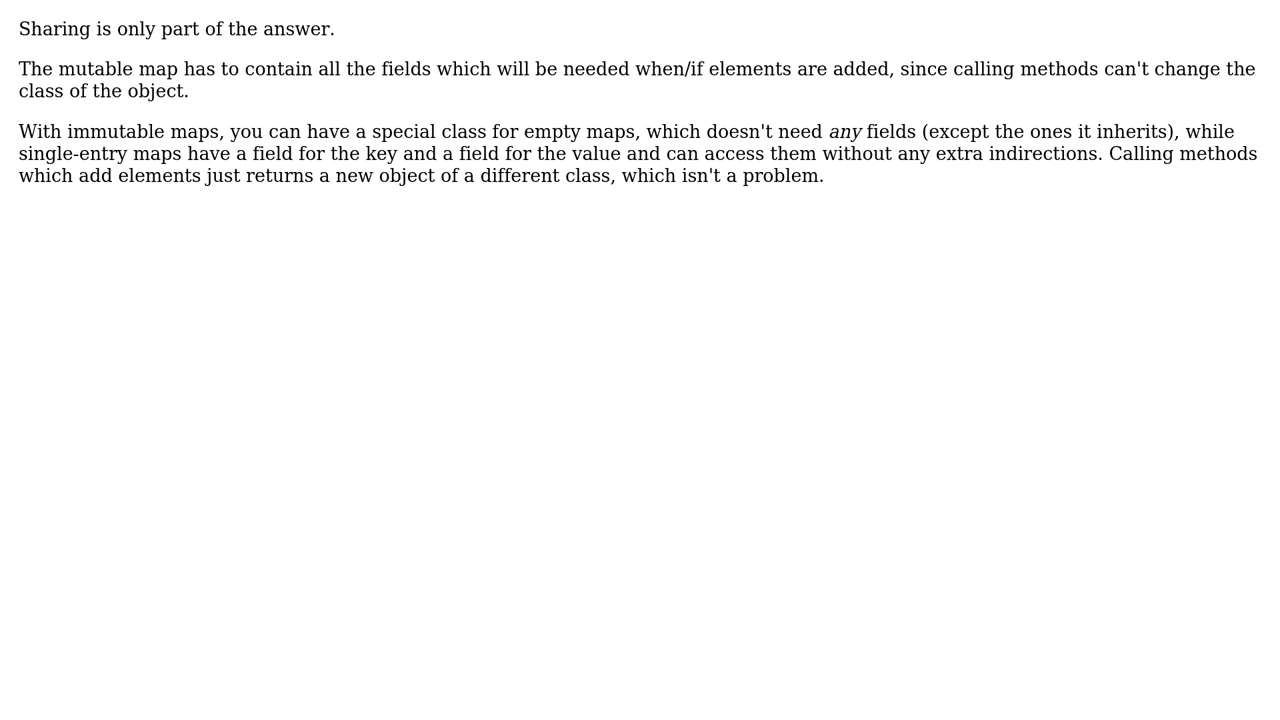 Sharing is only part of the answer.
The mutable map has to contain all the fields which will be needed when/if elements are added, since calling methods can't change the
class of the object.
With immutable maps, you can have a special class for empty maps, which doesn't need any fields (except the ones it inherits), while
single-entry maps have a field for the key and a field for the value and can access them without any extra indirections. Calling methods
which add elements just returns a new object of a different class, which isn't a problem.